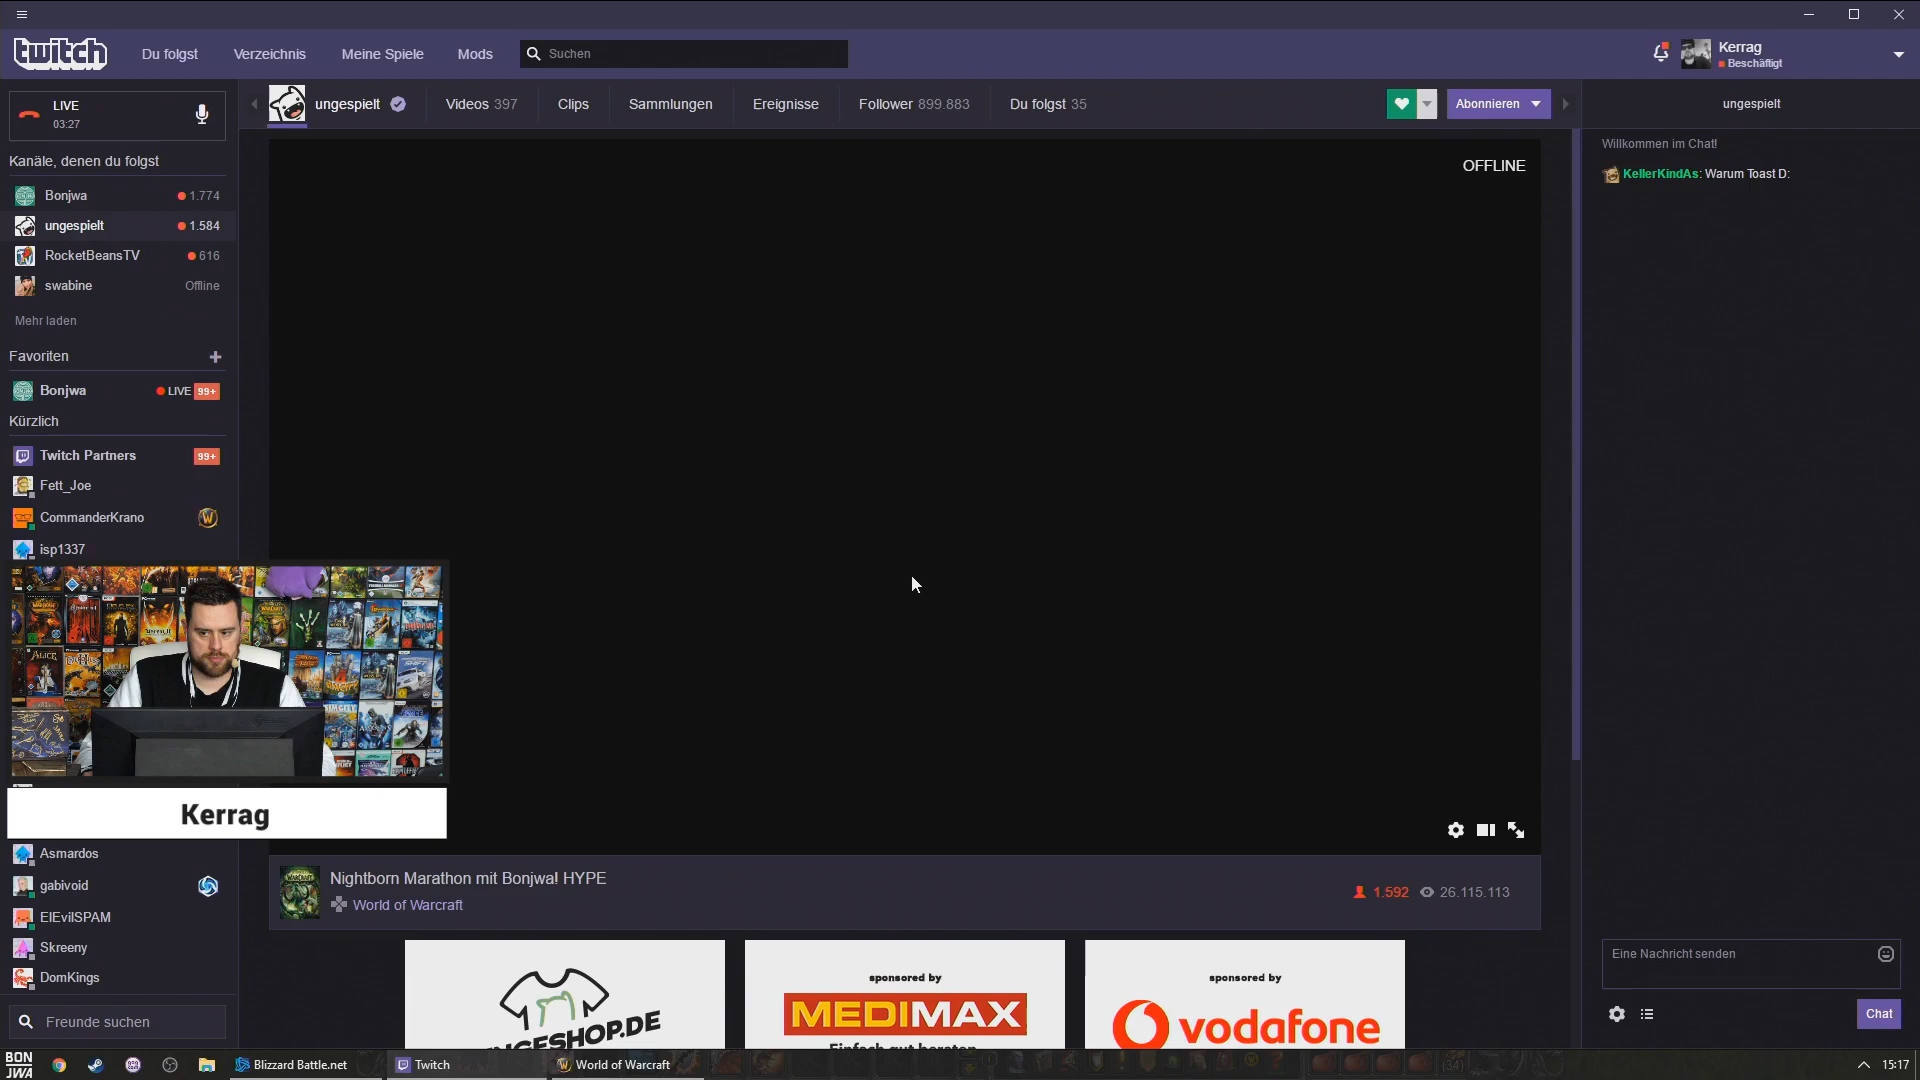 twitch
Du folgst
Verzeichnis
Meine Spiele
Mods
Suchen
Kerrag
Beschäftigt
LIVE
03:27
Kanäle, denen du folgst
Bonjwa 1.774
ungespielt 1.584
RocketBeansTV 616
swabine Offline
Mehr laden
Favoriten
Bonjwa LIVE 99+
Kürzlich
Twitch Partners 99+
Fett_Joe
CommanderKrano
isp1337
Kerrag
Asmardos
gabivoid
ElEvilSPAM
Skreeny
DomKings
Freunde suchen
ungespielt
Videos 397
Clips
Sammlungen
Ereignisse
Follower 899.883
Du folgst 35
Abonnieren
OFFLINE
Nightborn Marathon mit Bonjwa! HYPE
World of Warcraft
1.592 26.115.113
NGESHOP.DE
sponsored by
MEDIMAX
Einfach gut beraten
sponsored by
vodafone
ungespielt
Willkommen im Chat!
KellerKindAs: Warum Toast D:
Eine Nachricht senden
Chat
BON
JWA
Blizzard Battle.net
Twitch
World of Warcraft
15:17